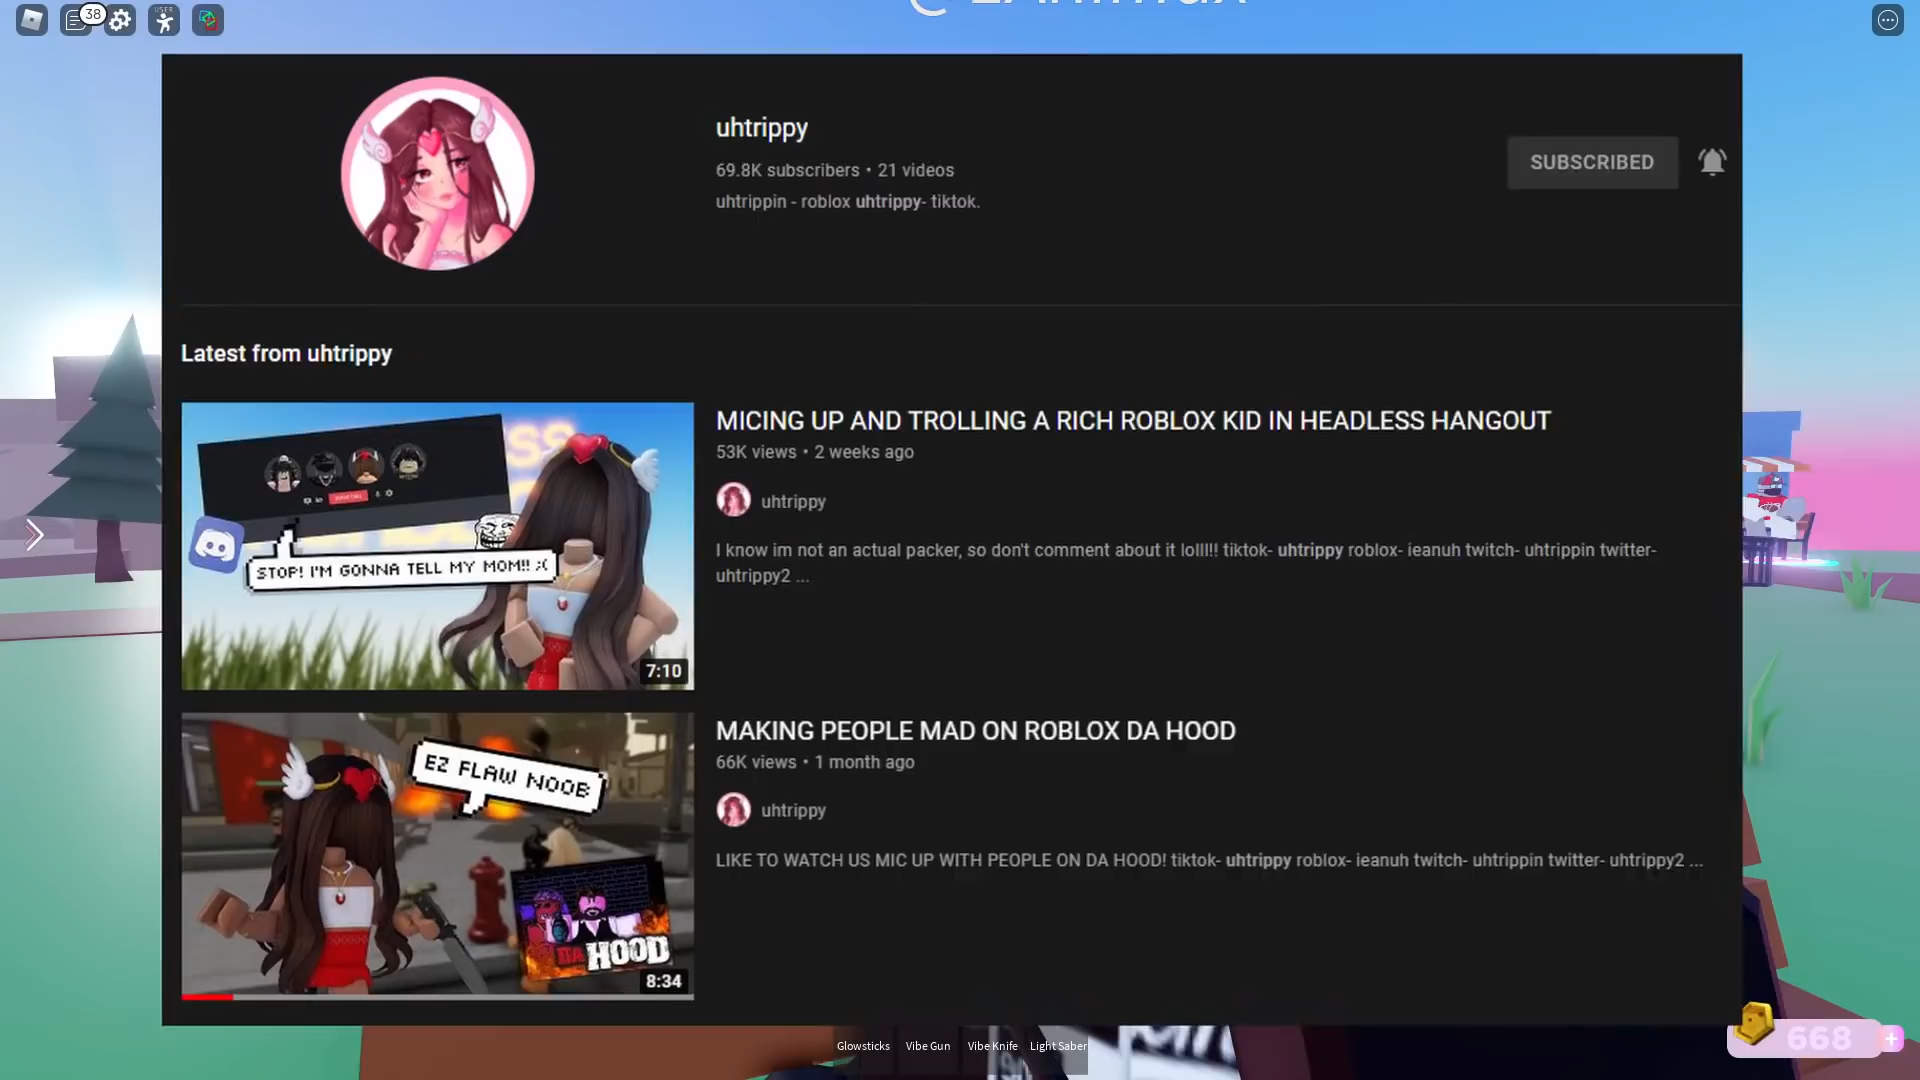 38
USER
uhtrippy
69.8K subscribers • 21 videos
uhtrippin - roblox uhtrippy- tiktok.
SUBSCRIBED
Latest from uhtrippy
STOP! I'M GONNA TELL MY MOM!! :(
7:10
MICING UP AND TROLLING A RICH ROBLOX KID IN HEADLESS HANGOUT
53K views • 2 weeks ago
uhtrippy
I know im not an actual packer, so don't comment about it lolll!! tiktok- uhtrippy roblox- ieanuh twitch- uhtrippin twitter-
uhtrippy2 ...
EZ FLAW NOOB
DA HOOD
8:34
MAKING PEOPLE MAD ON ROBLOX DA HOOD
66K views • 1 month ago
uhtrippy
LIKE TO WATCH US MIC UP WITH PEOPLE ON DA HOOD! tiktok- uhtrippy roblox- ieanuh twitch- uhtrippin twitter- uhtrippy2 ...
Glowsticks Vibe Gun Vibe Knife Light Saber
668 +